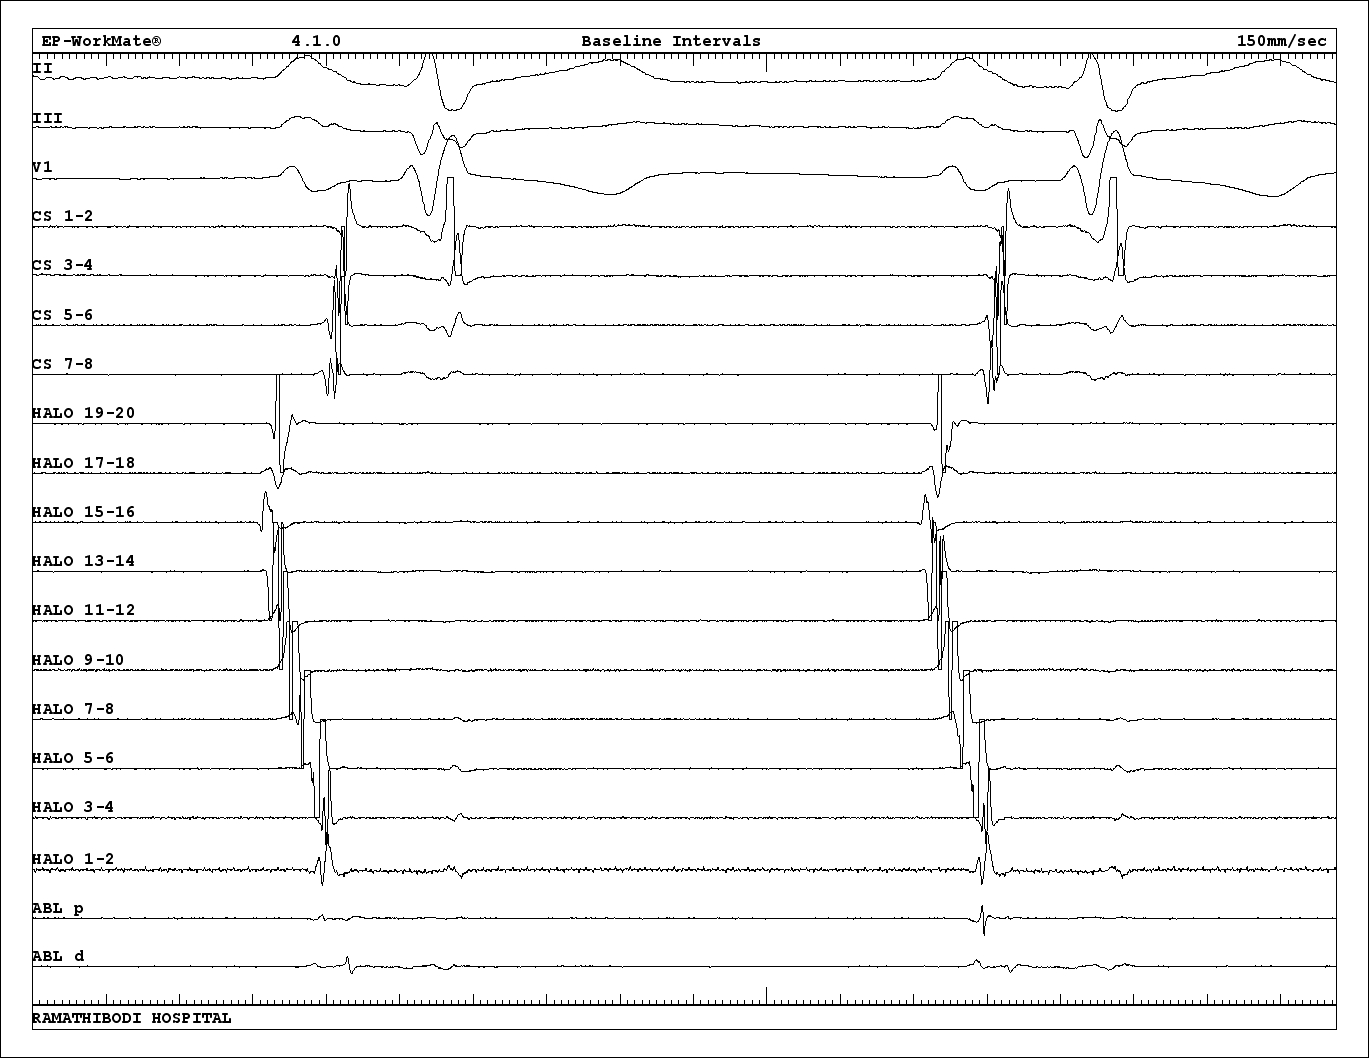 EP-WorkMate® 4.1.0 Baseline Intervals 150mm/sec
II
III
V1
CS 1-2
CS 3-4
CS 5-6
CS 7-8
HALO 19-20
HALO 17-18
HALO 15-16
HALO 13-14
HALO 11-12
HALO 9-10
HALO 7-8
HALO 5-6
HALO 3-4
HALO 1-2
ABL p
ABL d
RAMATHIBODI HOSPITAL